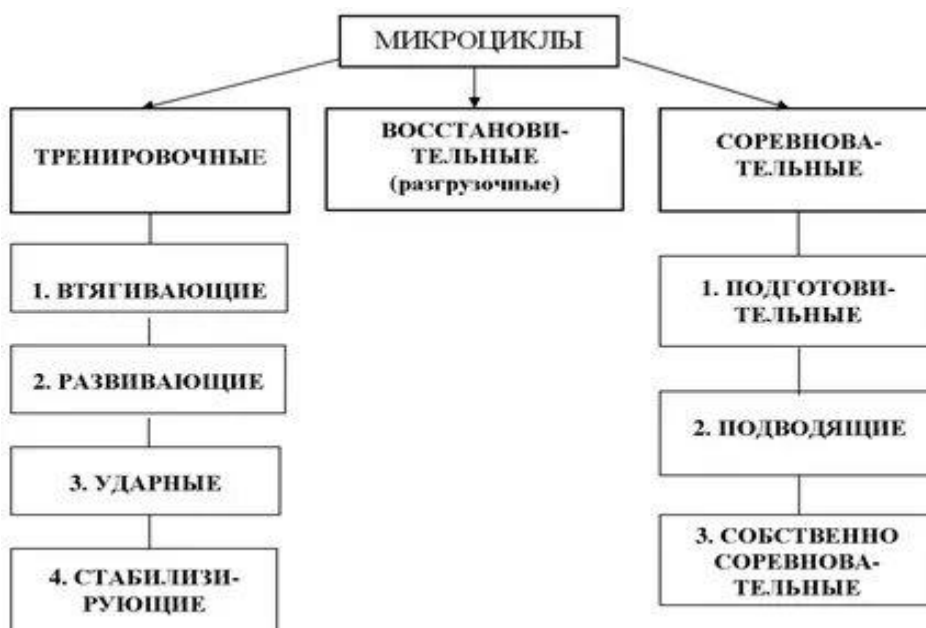 МИКРОЦИКЛЫ
ТРЕНИРОВОЧНЫЕ
ВОССТАНОВИ-
ТЕЛЬНЫЕ
(разгрузочные)
СОРЕВНОВА-
ТЕЛЬНЫЕ
1. ВТЯГИВАЮЩИЕ
2. РАЗВИВАЮЩИЕ
3. УДАРНЫЕ
4. СТАБИЛИЗИ-
РУЮЩИЕ
1. ПОДГОТОВИ-
ТЕЛЬНЫЕ
2. ПОДВОДЯЩИЕ
3. СОБСТВЕННО
СОРЕВНОВА-
ТЕЛЬНЫЕ